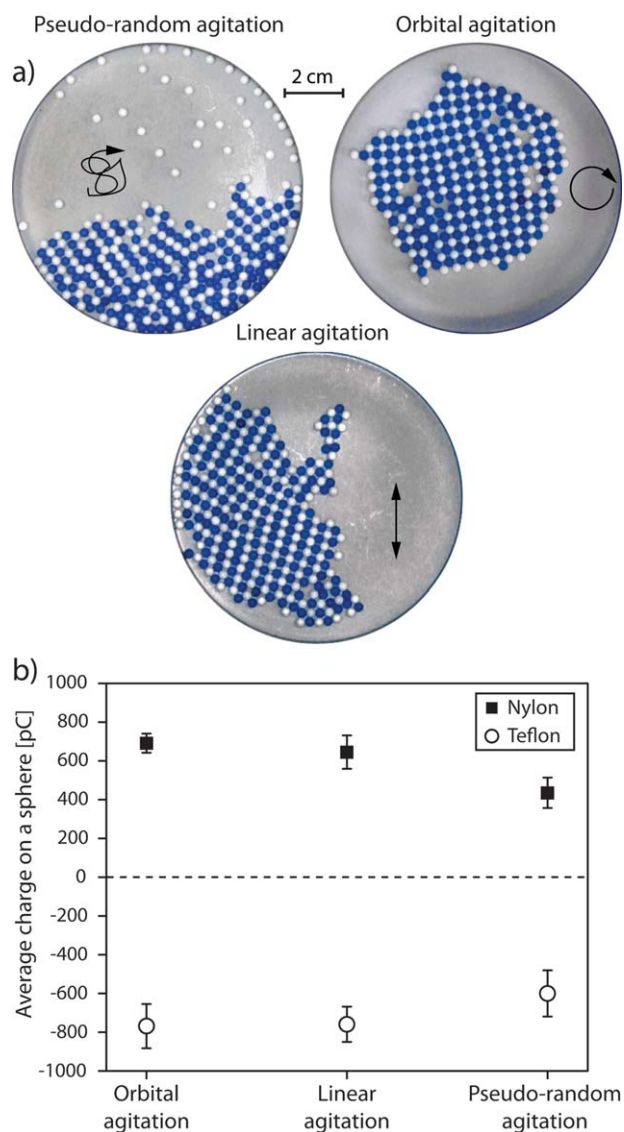 Pseudo-random agitation
Orbital agitation
a)
2 cm
Linear agitation
b)
1000
800
600
400
200
0
-200
-400
-600
-800
-1000
Average charge on a sphere [pC]
Nylon
Teflon
Orbital
agitation
Linear
agitation
Pseudo-random
agitation